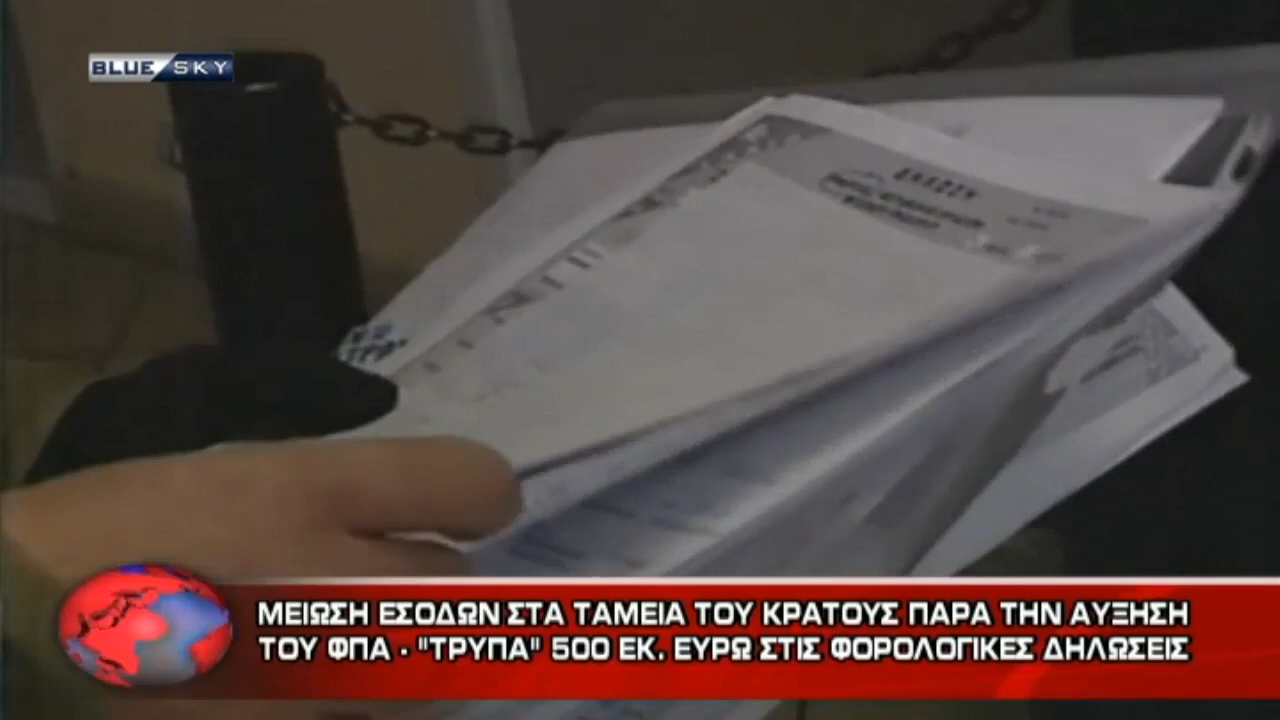 BLUE SKY
ΔΗΛΩΣΗ
ΜΕΙΩΣΗ ΕΣΟΔΩΝ ΣΤΑ ΤΑΜΕΙΑ ΤΟΥ ΚΡΑΤΟΥΣ ΠΑΡΑ ΤΗΝ ΑΥΞΗΣΗ
ΤΟΥ ΦΠΑ - "ΤΡΥΠΑ" 500 ΕΚ. ΕΥΡΩ ΣΤΙΣ ΦΟΡΟΛΟΓΙΚΕΣ ΔΗΛΩΣΕΙΣ